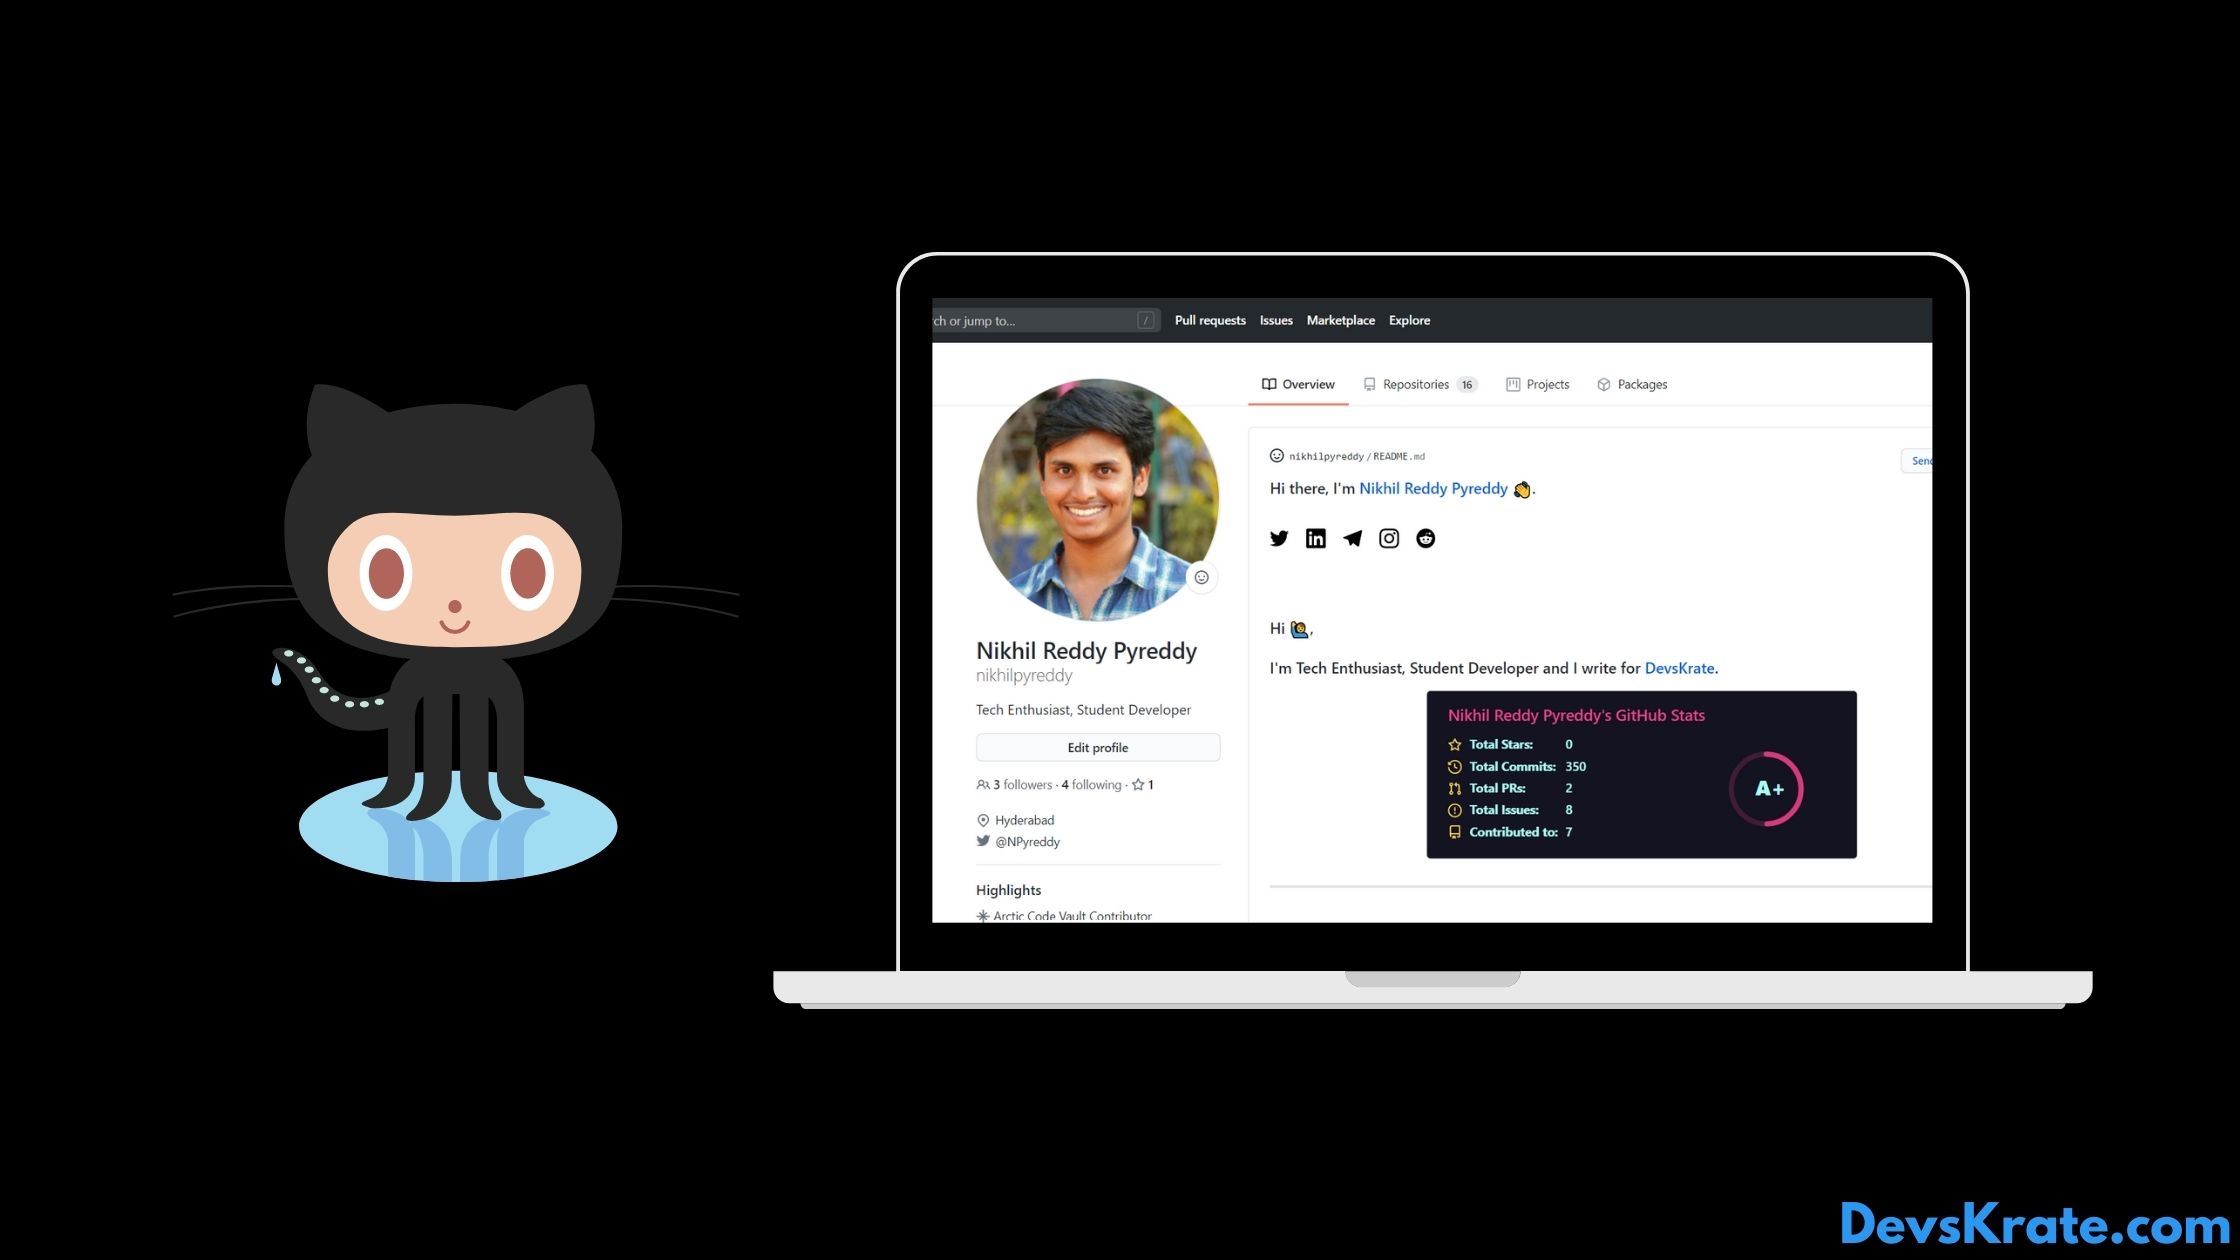 ch or jump to... /
Pull requests Issues Marketplace Explore
Overview Repositories 16 Projects Packages
nikhilpyreddy / README.md
Send
Hi there, I'm Nikhil Reddy Pyreddy 👏.
in
Hi 🙋,
I'm Tech Enthusiast, Student Developer and I write for DevsKrate.
Nikhil Reddy Pyreddy's GitHub Stats
Total Stars: 0
Total Commits: 350
Total PRs: 2
Total Issues: 8
Contributed to: 7
A+
Nikhil Reddy Pyreddy
nikhilpyreddy
Tech Enthusiast, Student Developer
Edit profile
3 followers · 4 following · 1
Hyderabad
@NPyreddy
Highlights
Arctic Code Vault Contributor
DevsKrate.com